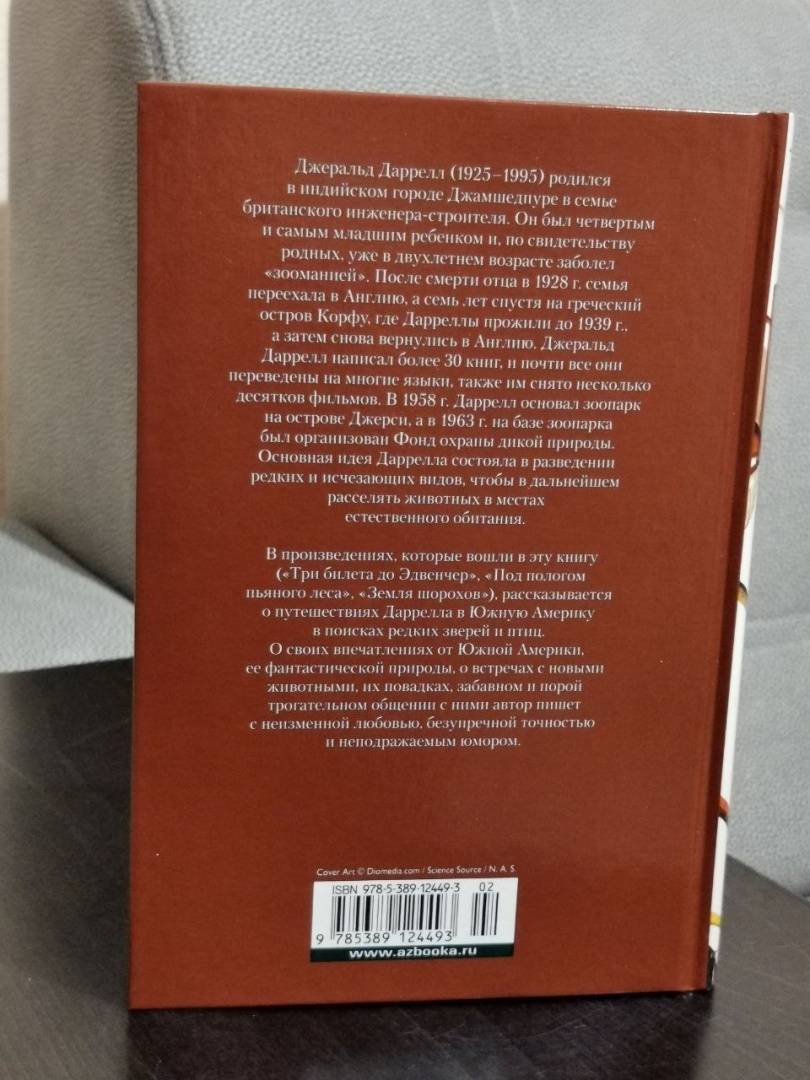 Джеральд Даррелл (1925–1995) родился
в индийском городе Джамшедпуре в семье
британского инженера-строителя. Он был четвертым
и самым младшим ребенком и, по свидетельству
родных, уже в двухлетнем возрасте заболел
«зооманией». После смерти отца в 1928 г. семья
переехала в Англию, а семь лет спустя на греческий
остров Корфу, где Дарреллы прожили до 1939 г.,
а затем снова вернулись в Англию. Джеральд
Даррелл написал более 30 книг, и почти все они
переведены на многие языки, также им снято несколько
десятков фильмов. В 1958 г. Даррелл основал зоопарк
на острове Джерси, а в 1963 г. на базе зоопарка
был организован Фонд охраны дикой природы.
Основная идея Даррелла состояла в разведении
редких и исчезающих видов, чтобы в дальнейшем
расселять животных в местах
естественного обитания.
В произведениях, которые вошли в эту книгу
(«Три билета до Эдвенчер», «Под пологом
пьяного леса», «Земля шорохов»), рассказывается
о путешествиях Даррелла в Южную Америку
в поисках редких зверей и птиц.
О своих впечатлениях от Южной Америки,
ее фантастической природы, о встречах с новыми
животными, их повадках, забавном и порой
трогательном общении с ними автор пишет
с неизменной любовью, безупречной точностью
и неподражаемым юмором.
Cover Art © Diomedia.com / Science Source / N. A. S.
ISBN 978-5-389-12449-3 02
9 785389 124493
www.azbooka.ru